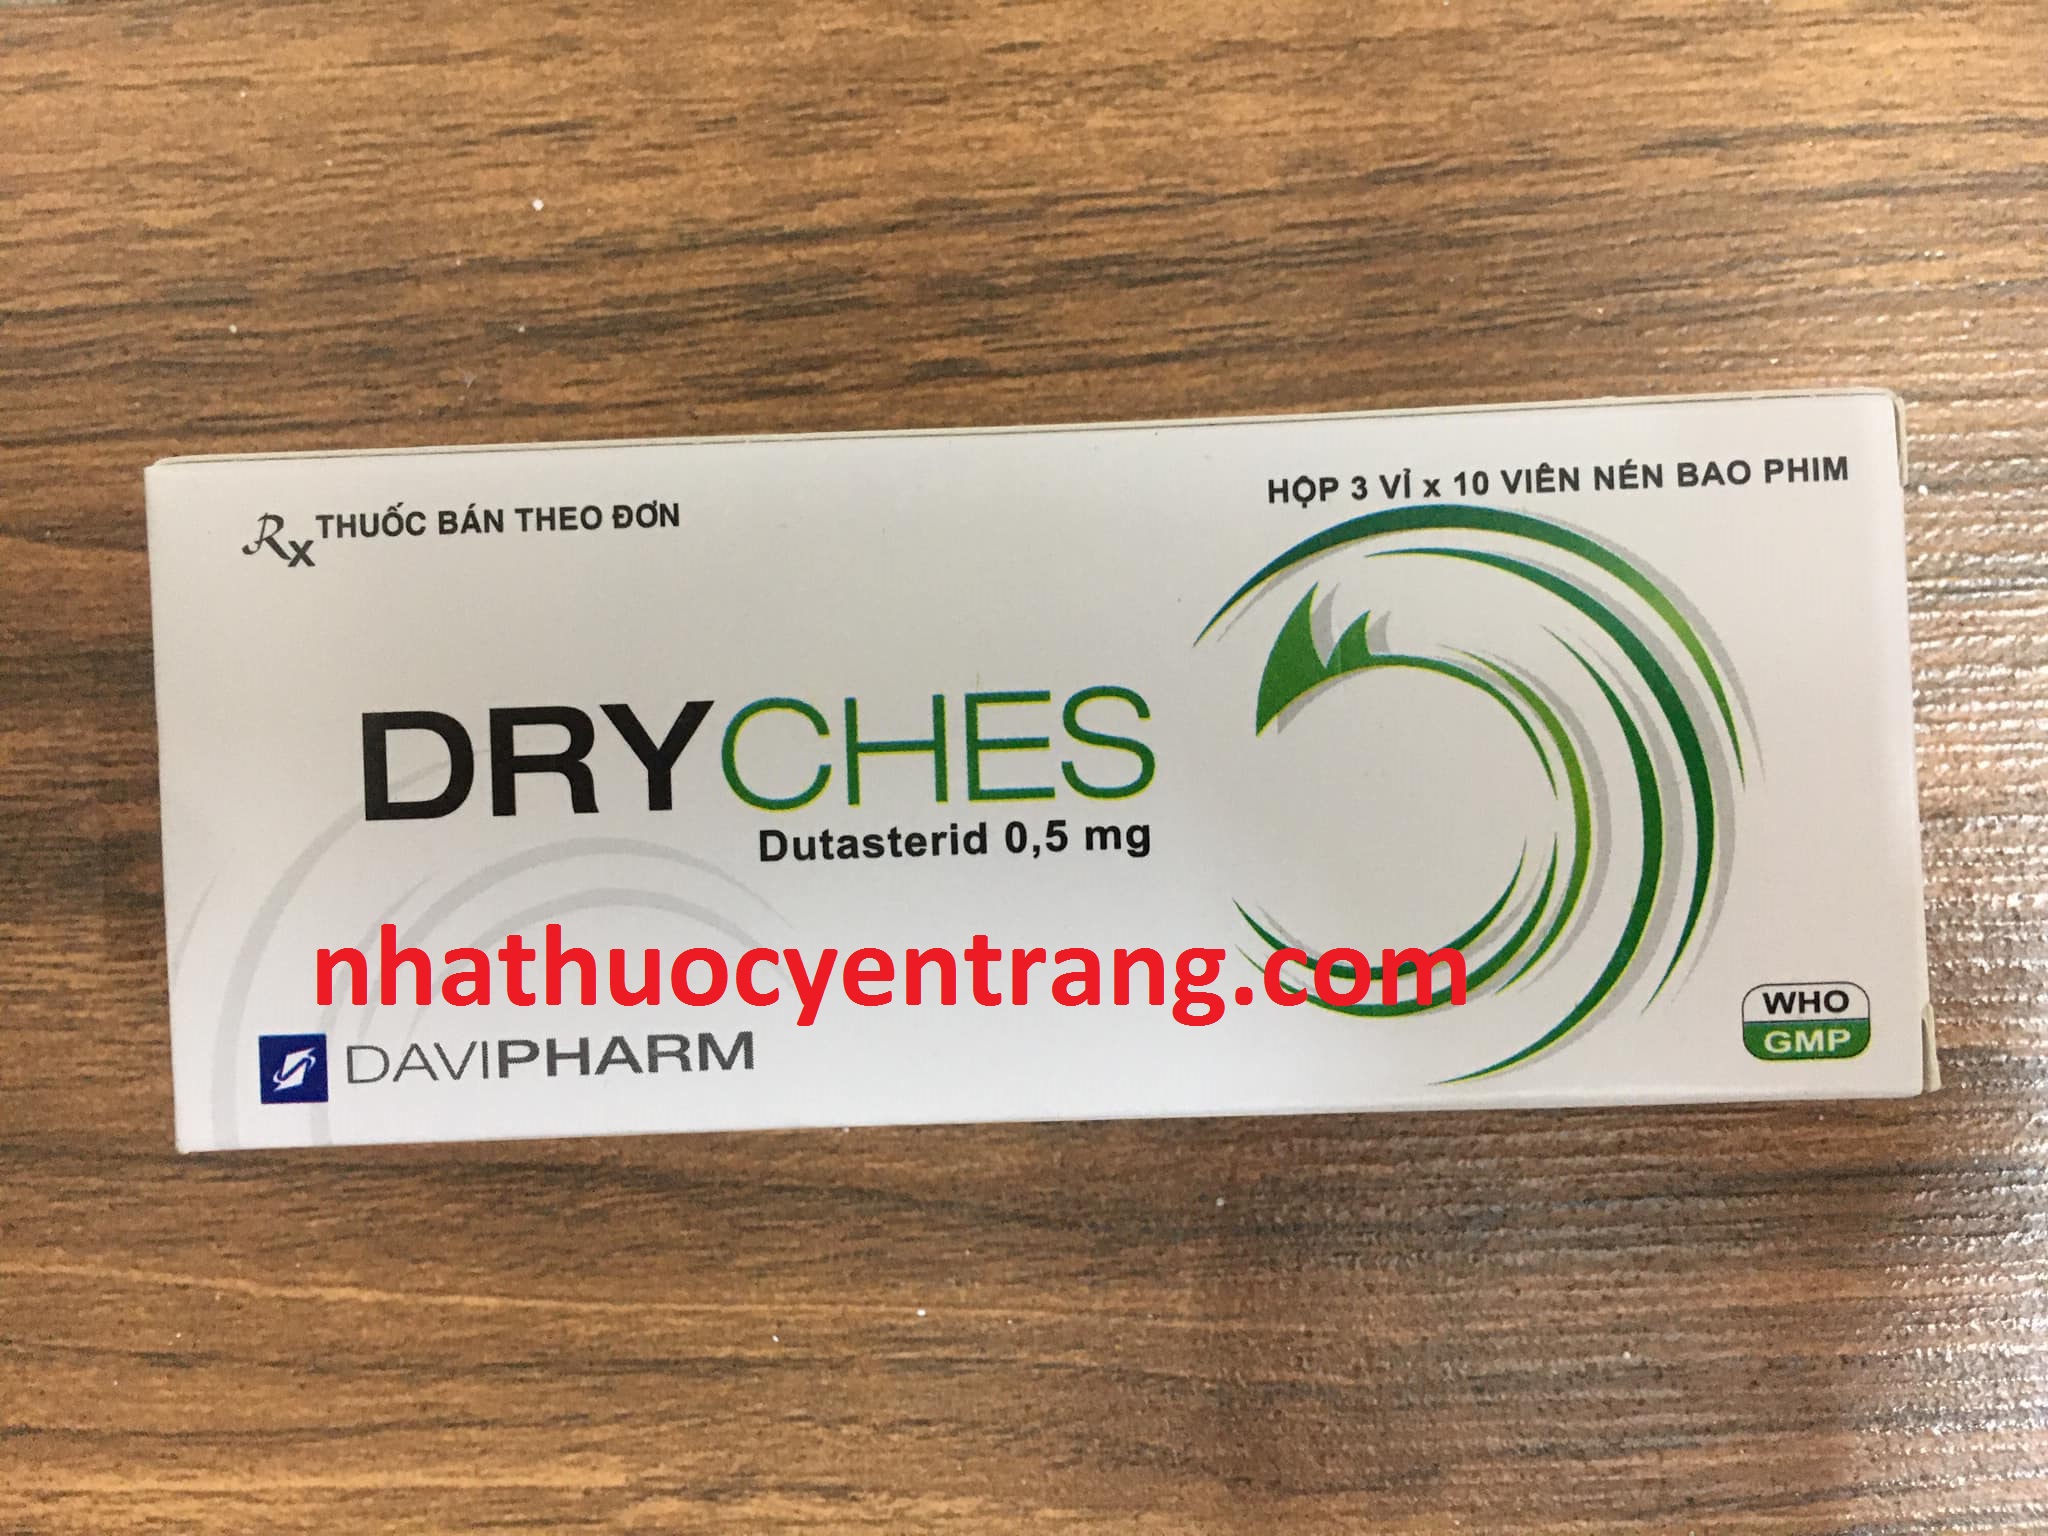 Rx THUỐC BÁN THEO ĐƠN
HỘP 3 VỈ x 10 VIÊN NÉN BAO PHIM
DRYCHES
Dutasterid 0,5 mg
nhathuocyentrang.com
DAVIPHARM
WHO
GMP